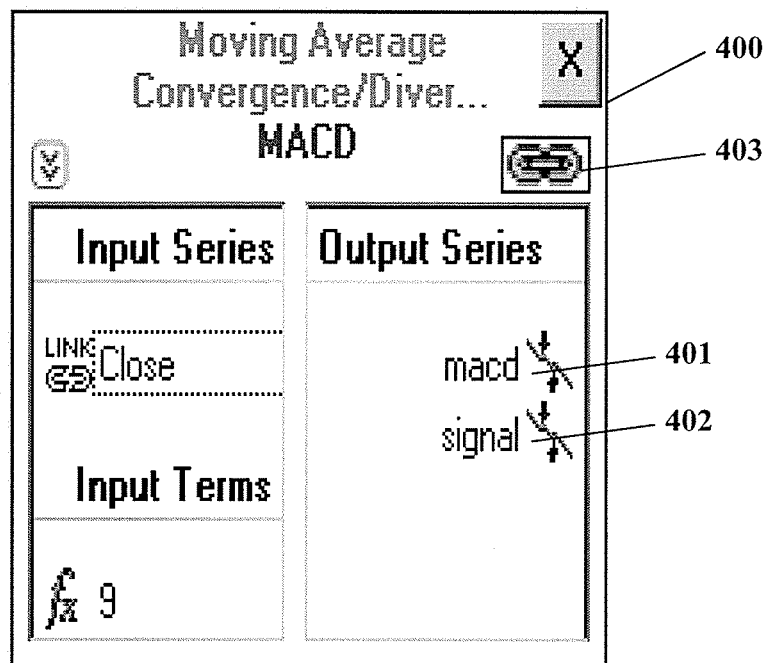 Moving Average
Convergence/Diver...
MACD
X
400
403
Input Series
Output Series
LINK
Close
macd
401
signal
402
Input Terms
fx 9